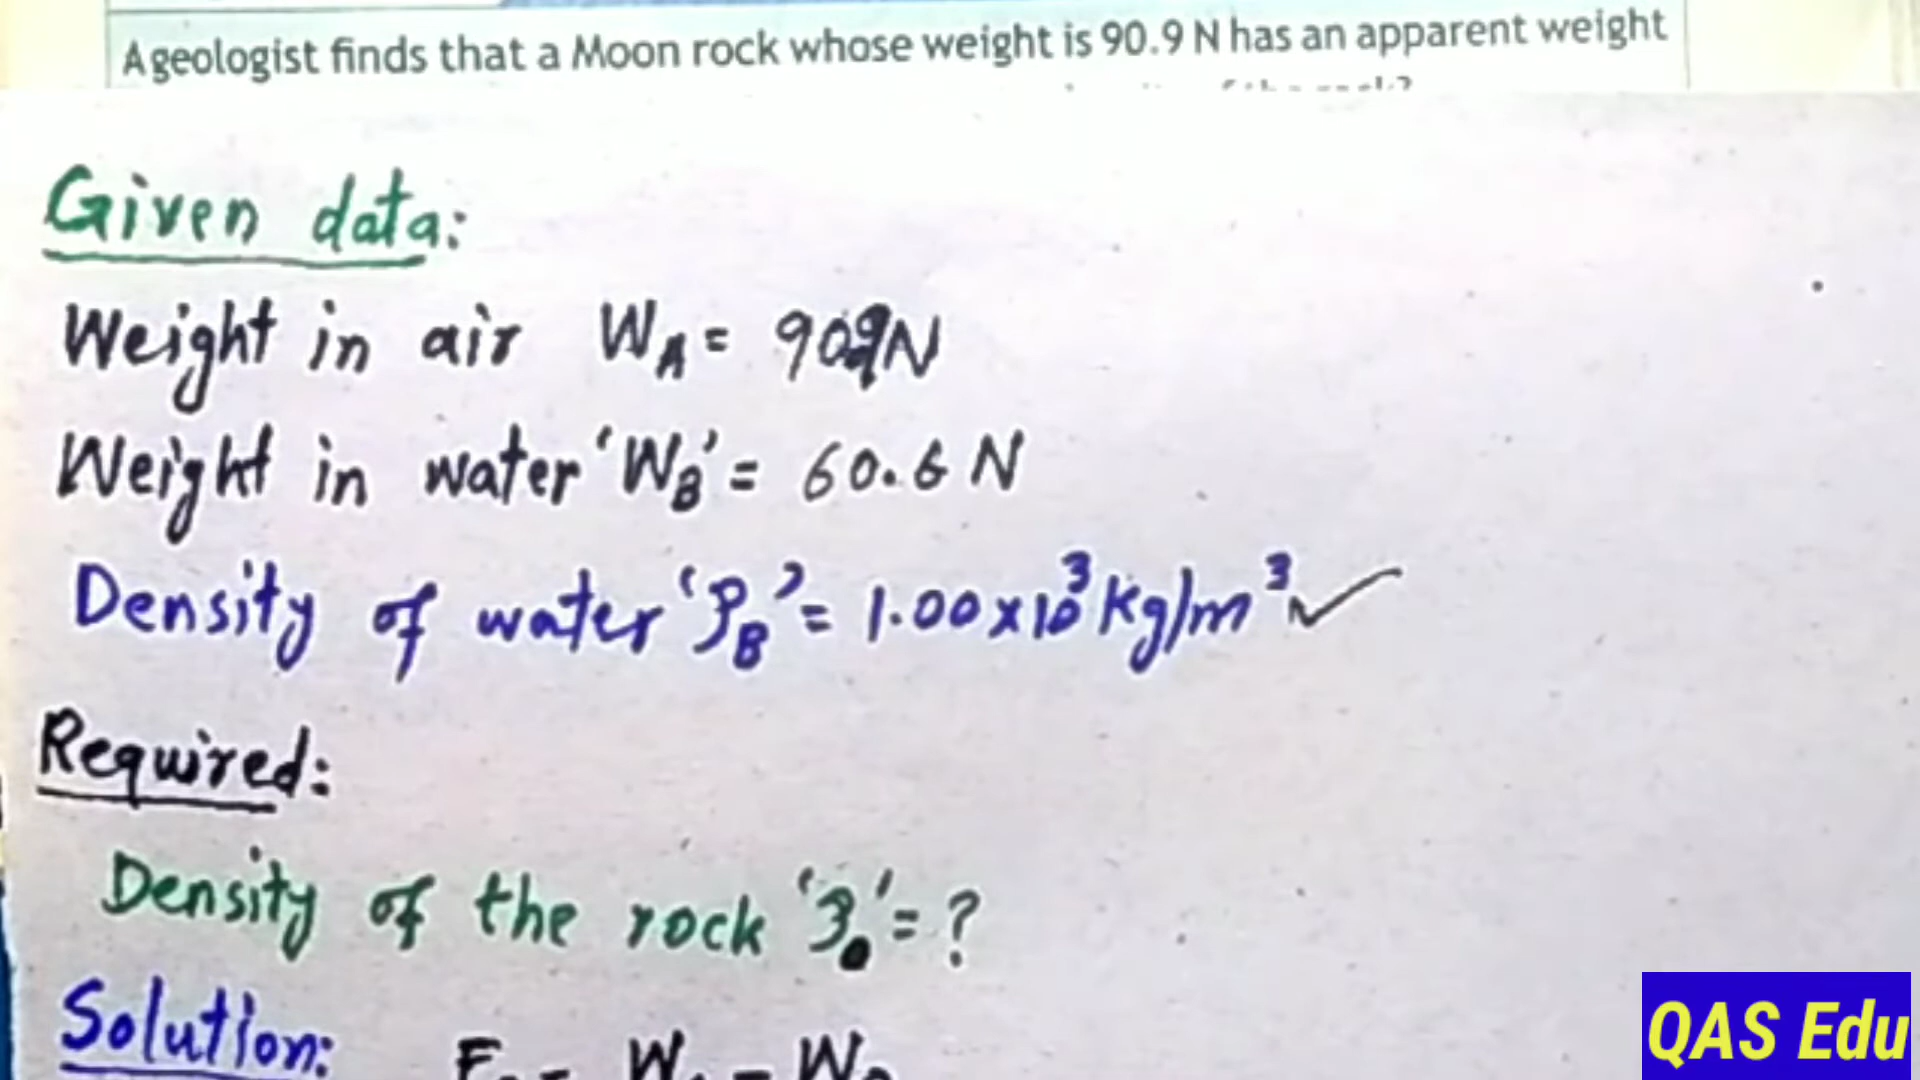 A geologist finds that a Moon rock whose weight is 90.9 N has an apparent weight
Given data:
Weight in air W_A = 90.9N
Weight in water 'W_B' = 60.6 N
Density of water 'ρ_B' = 1.00×10³ kg/m³ ✓
Required:
Density of the rock 'ρ₀' = ?
Solution:
QAS Edu